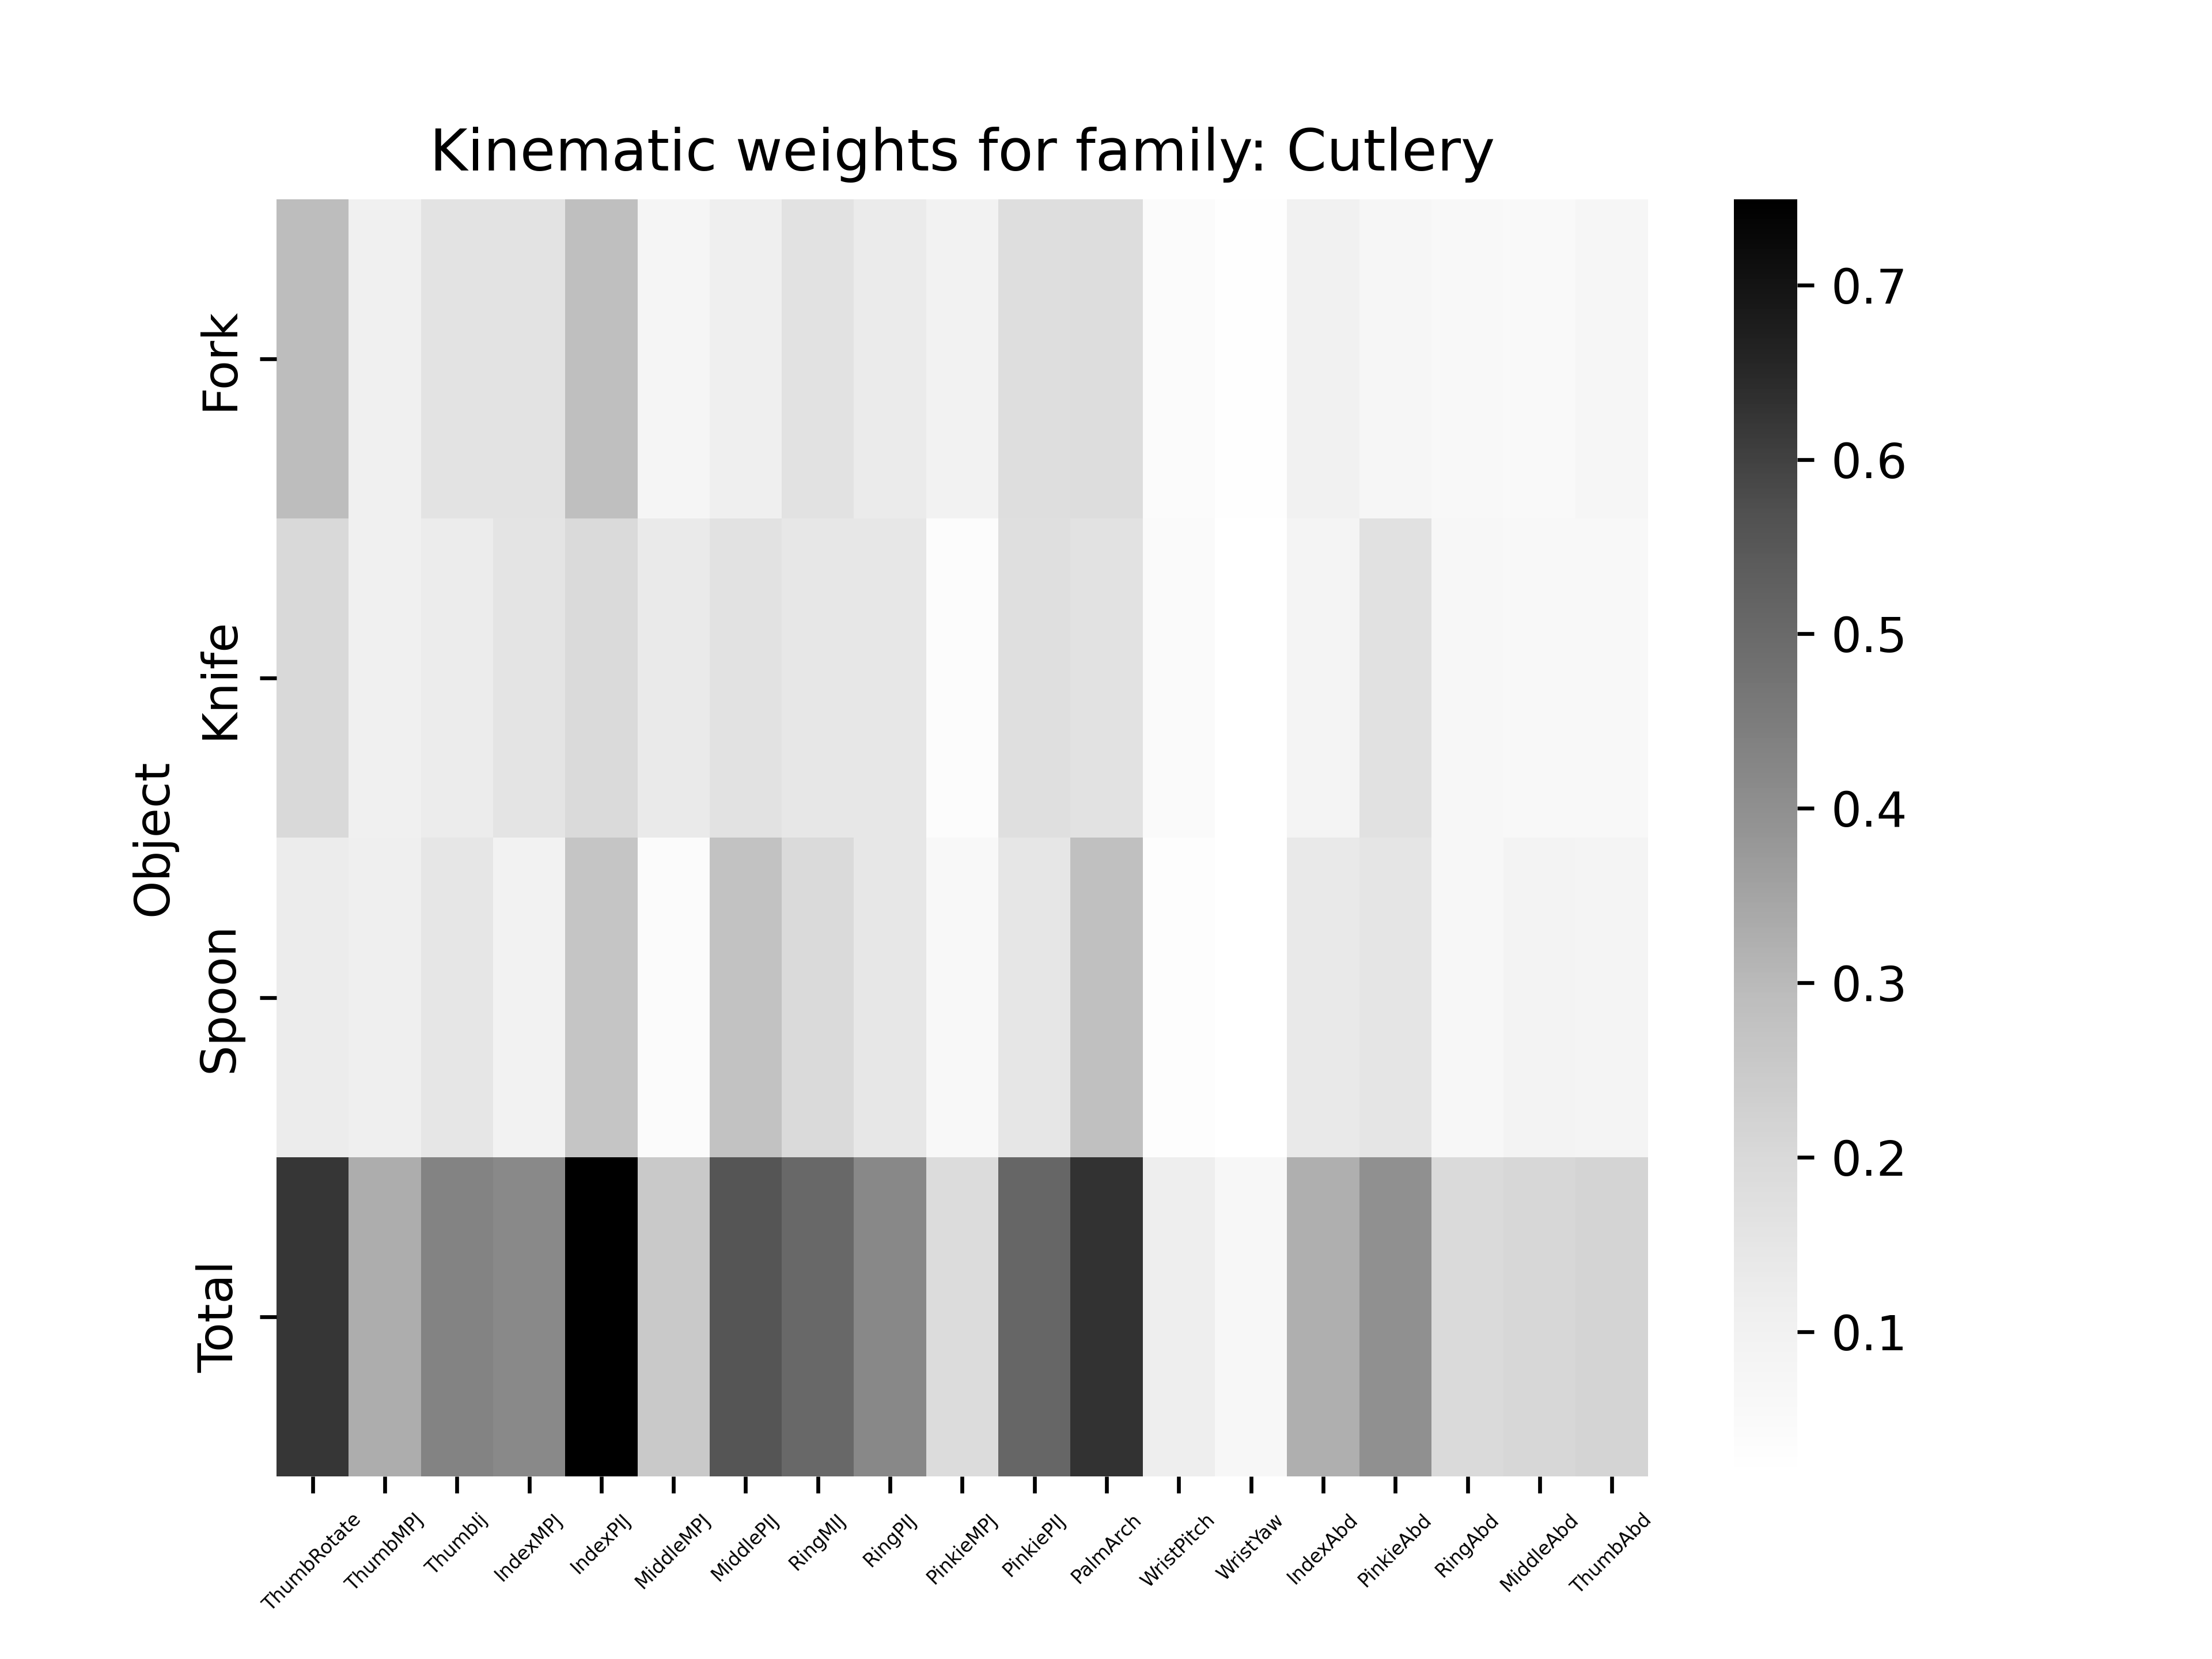 Kinematic weights for family: Cutlery
Object
Fork
Knife
Spoon
Total
ThumbRotate
ThumbMPJ
ThumbIj
IndexMPJ
IndexPIJ
MiddleMPJ
MiddlePIJ
RingMIJ
RingPIJ
PinkieMPJ
PinkiePIJ
PalmArch
WristPitch
WristYaw
IndexAbd
PinkieAbd
RingAbd
MiddleAbd
ThumbAbd
0.7
0.6
0.5
0.4
0.3
0.2
0.1